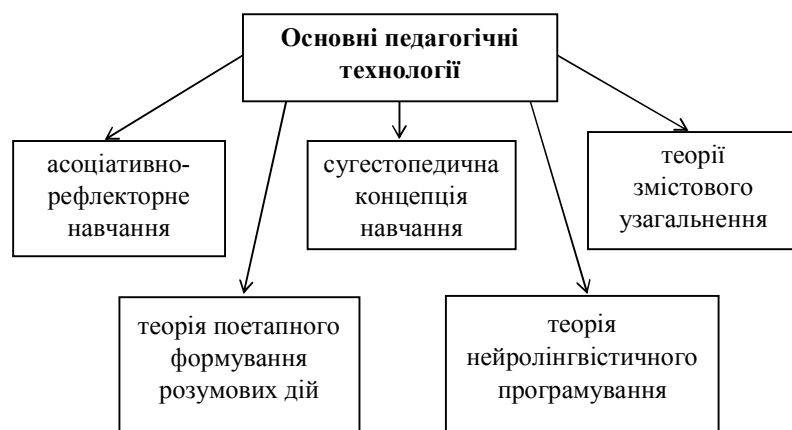 Основні педагогічні
технології
асоціативно-
рефлекторне
навчання
сугестопедична
концепція
навчання
теорії
змістового
узагальнення
теорія поетапного
формування
розумових дій
теорія
нейролінгвістичного
програмування